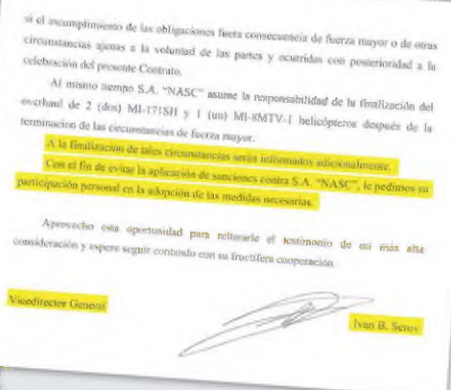 si el incumplimiento de las obligaciones fuera consecuencia de fuerza mayor o de otras
circunstancias ajenas a la voluntad de las partes y ocurridas con posterioridad a la
celebración del presente Contrato.
Al mismo tiempo S.A. “NASC” asume la responsabilidad de la finalización del
overhaul de 2 (dos) MI-171SH y 1 (un) MI-8MTV-1 helicópteros después de la
terminación de las circunstancias de fuerza mayor.
A la finalización de tales circunstancias serán informados adicionalmente.
Con el fin de evitar la aplicación de sanciones contra S.A. “NASC”, le pedimos su
participación personal en la adopción de las medidas necesarias.
Aprovecho esta oportunidad para reiterarle el testimonio de mi más alta
consideración y espero seguir contando con su fructífera cooperación.
Vicedirector General
Ivan B. Serov